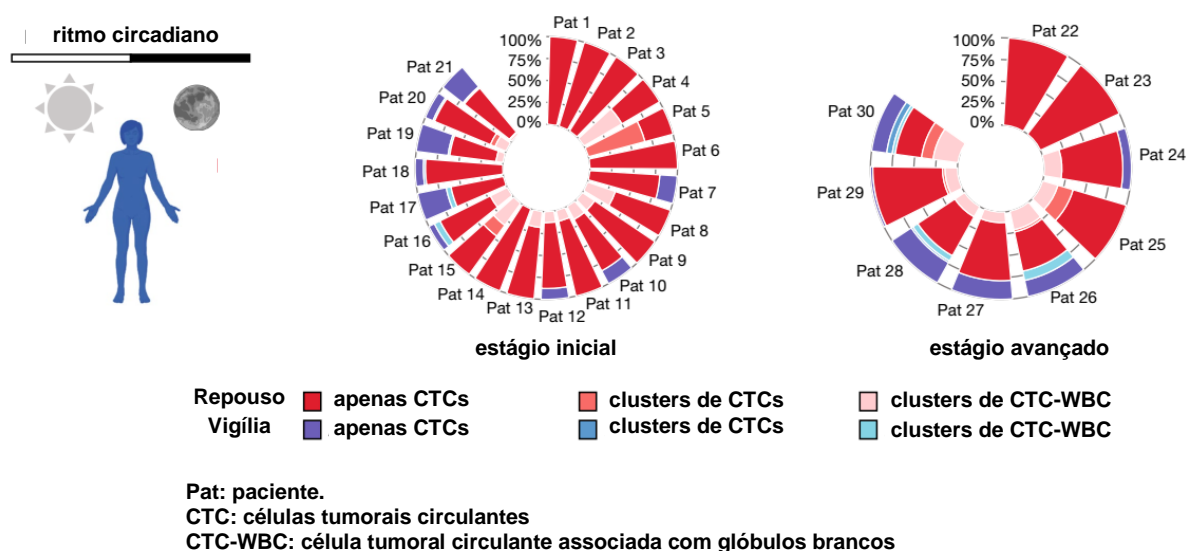 ritmo circadiano
100%
75%
50%
25%
0%
Pat 1
Pat 2
Pat 3
Pat 4
Pat 5
Pat 6
Pat 7
Pat 8
Pat 9
Pat 10
Pat 11
Pat 12
Pat 13
Pat 14
Pat 15
Pat 16
Pat 17
Pat 18
Pat 19
Pat 20
Pat 21
estágio inicial
100%
75%
50%
25%
0%
Pat 22
Pat 23
Pat 24
Pat 25
Pat 26
Pat 27
Pat 28
Pat 29
Pat 30
estágio avançado
Repouso apenas CTCs clusters de CTCs clusters de CTC-WBC
Vigília apenas CTCs clusters de CTCs clusters de CTC-WBC
Pat: paciente.
CTC: células tumorais circulantes
CTC-WBC: célula tumoral circulante associada com glóbulos brancos